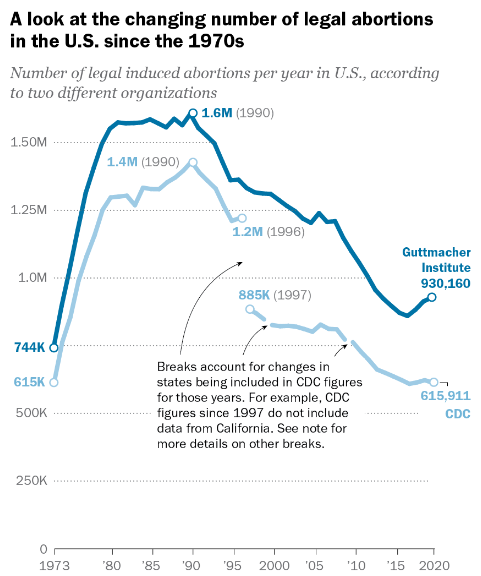 A look at the changing number of legal abortions
in the U.S. since the 1970s
Number of legal induced abortions per year in U.S., according
to two different organizations
1.6M (1990)
1.50M
1.4M (1990)
1.25M
1.2M (1996)
Guttmacher
Institute
930,160
1.0M
885K (1997)
744K
Breaks account for changes in
states being included in CDC figures
for those years. For example, CDC
figures since 1997 do not include
data from California. See note for
more details on other breaks.
615K
615,911
CDC
500K
250K
0
1973 ’80 ’85 ’90 ’95 2000 ’05 ’10 ’15 2020